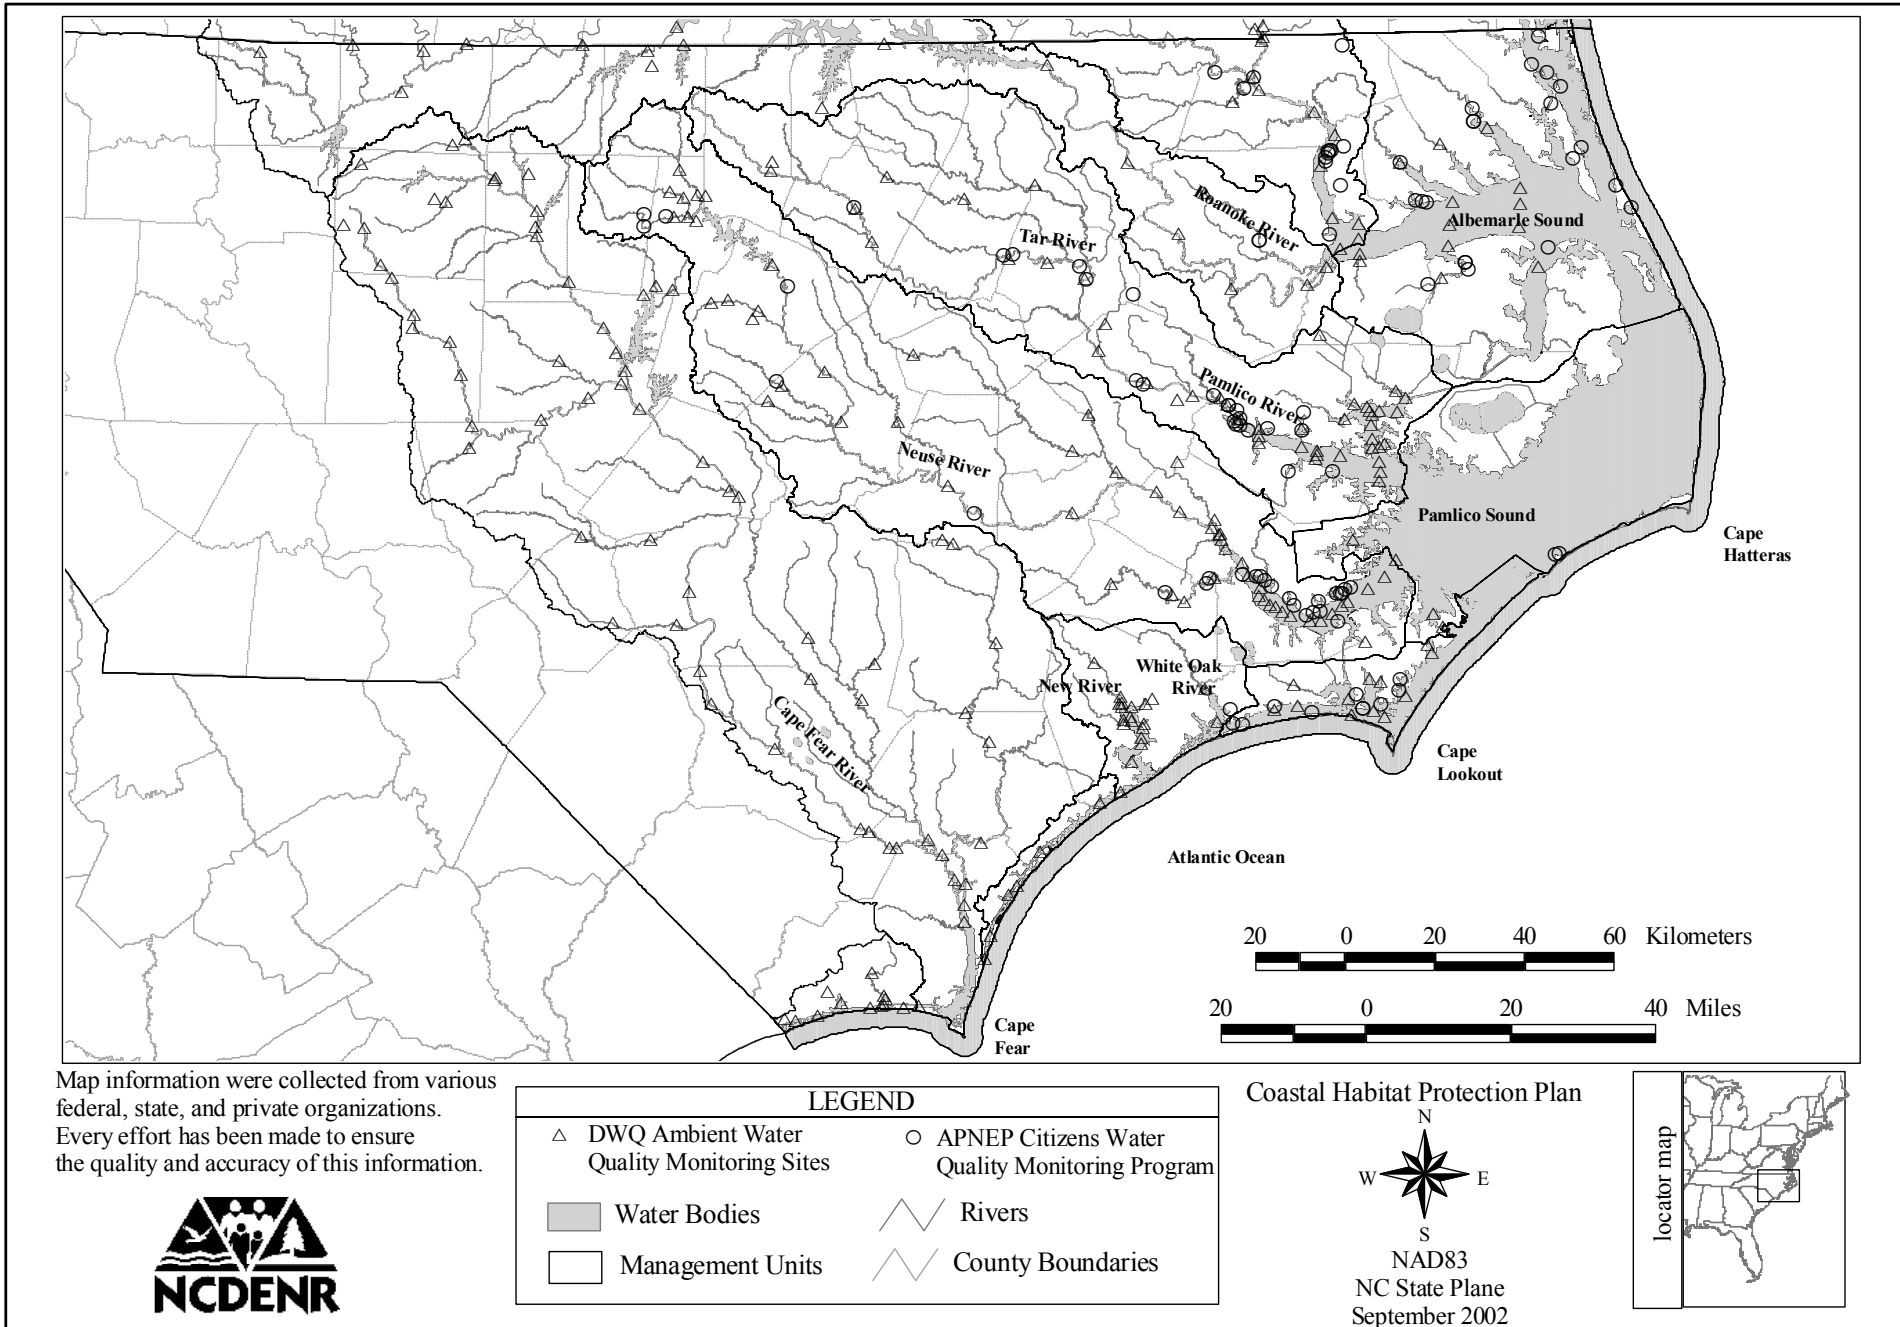 Roanoke River
Albemarle Sound
Tar River
Pamlico River
Neuse River
Pamlico Sound
Cape
Hatteras
White Oak
River
New River
Cape Fear River
Cape
Lookout
Atlantic Ocean
20 0 20 40 60 Kilometers
20 0 20 40 Miles
Cape
Fear
Map information were collected from various
federal, state, and private organizations.
Every effort has been made to ensure
the quality and accuracy of this information.
NCDENR
LEGEND
DWQ Ambient Water
Quality Monitoring Sites
APNEP Citizens Water
Quality Monitoring Program
Water Bodies
Rivers
Management Units
County Boundaries
Coastal Habitat Protection Plan
N
W E
S
NAD83
NC State Plane
September 2002
locator map